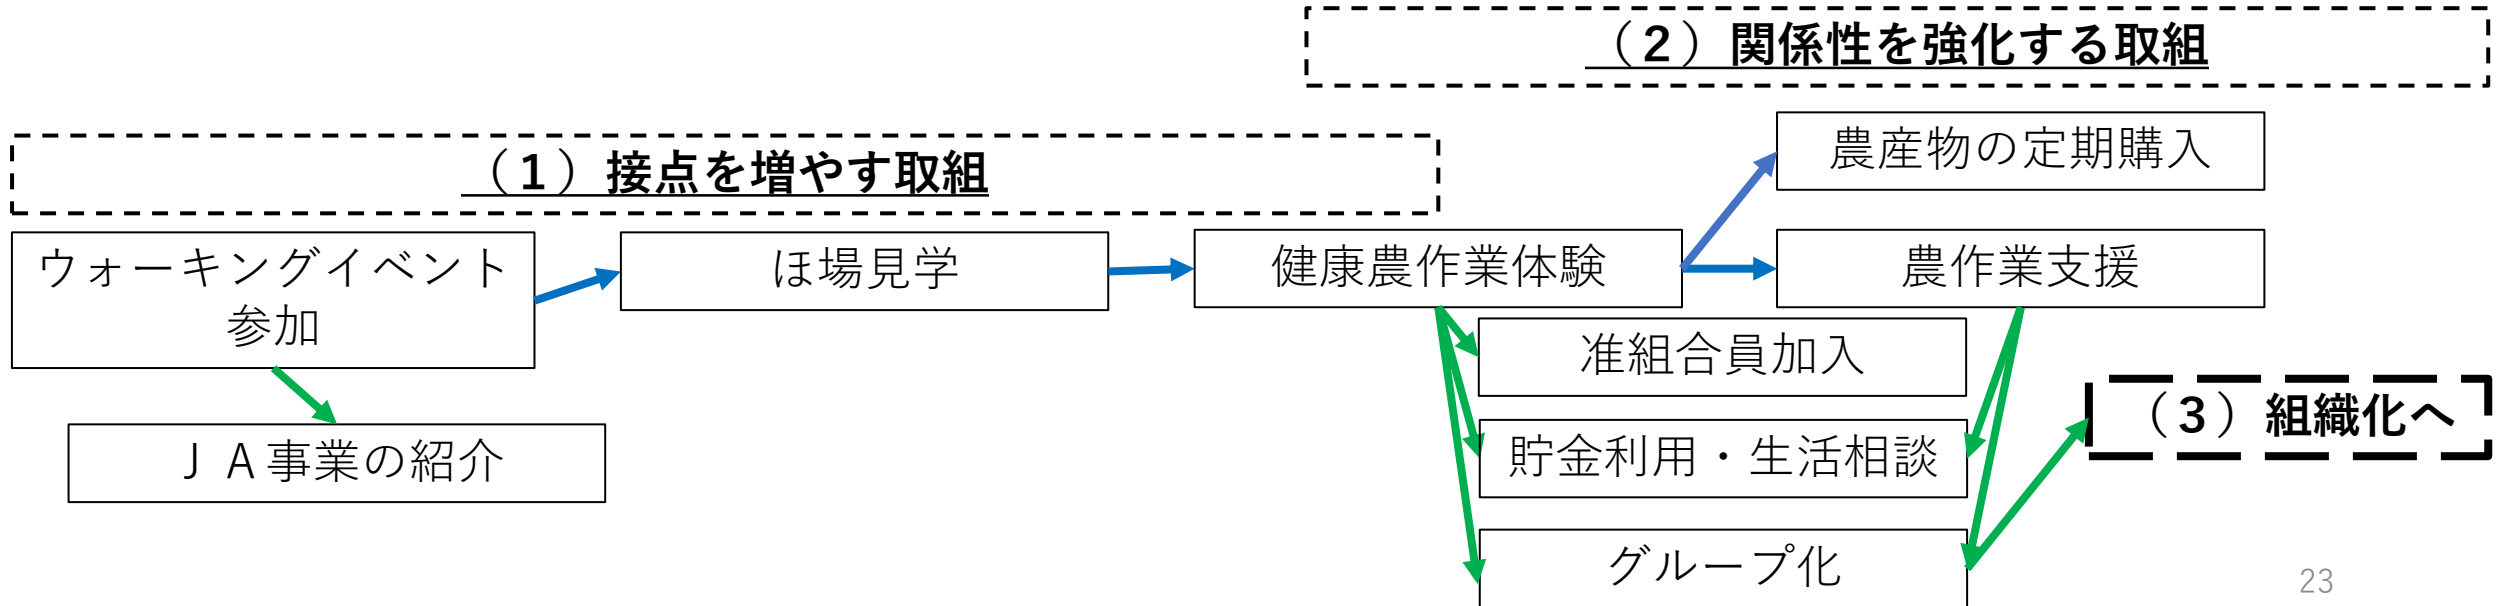 （2）関係性を強化する取組
（1）接点を増やす取組
農産物の定期購入
ウォーキングイベント
参加
ほ場見学
健康農作業体験
農作業支援
准組合員加入
（3）組織化へ
ＪＡ事業の紹介
貯金利用・生活相談
グループ化
23